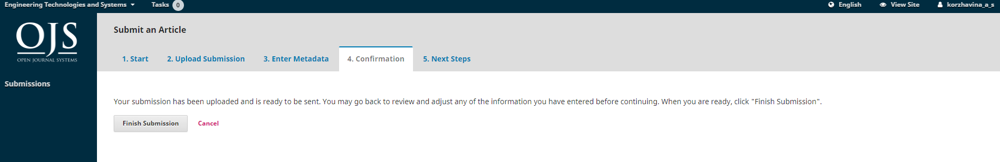 Engineering Technologies and Systems Tasks 0 English View Site korzhavina_a_s
OJS
OPEN JOURNAL SYSTEMS
Submissions
Submit an Article
1. Start 2. Upload Submission 3. Enter Metadata 4. Confirmation 5. Next Steps
Your submission has been uploaded and is ready to be sent. You may go back to review and adjust any of the information you have entered before continuing. When you are ready, click "Finish Submission".
Finish Submission Cancel